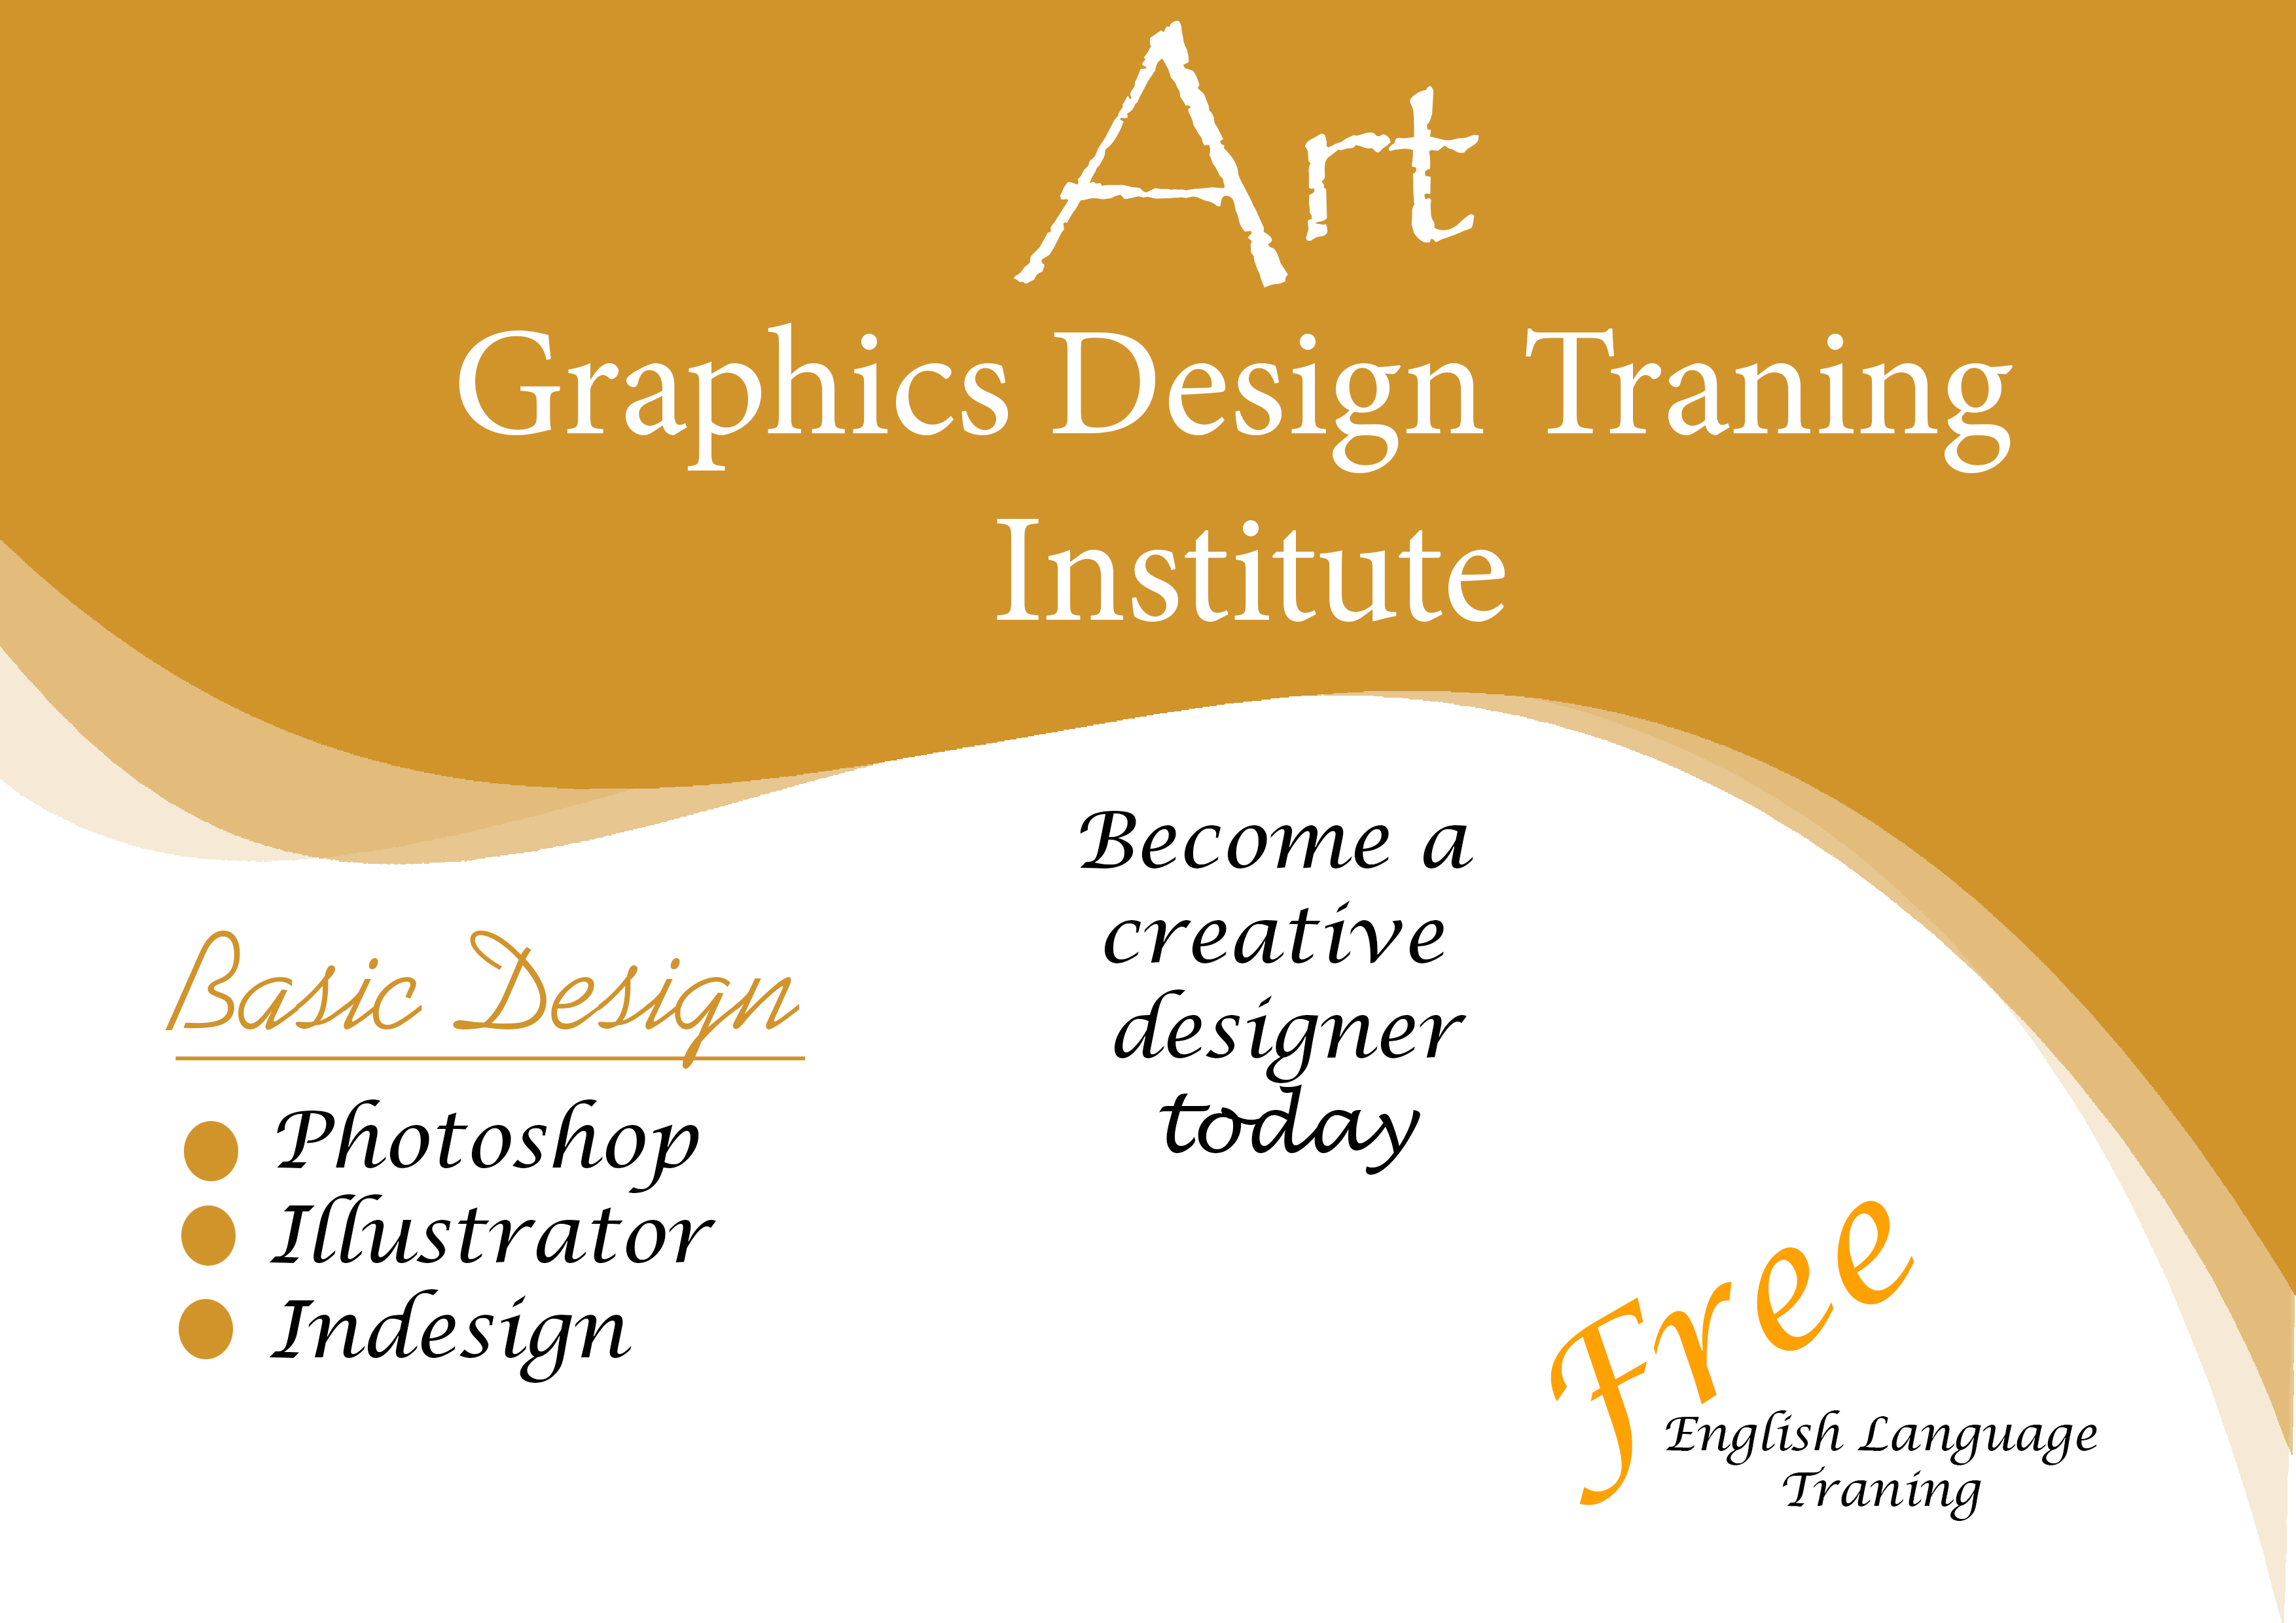 Art
Graphics Design Traning
Institute
Become a
creative
designer
today
Basic Design
Photoshop
Illustrator
Indesign
Free
English Language
Traning